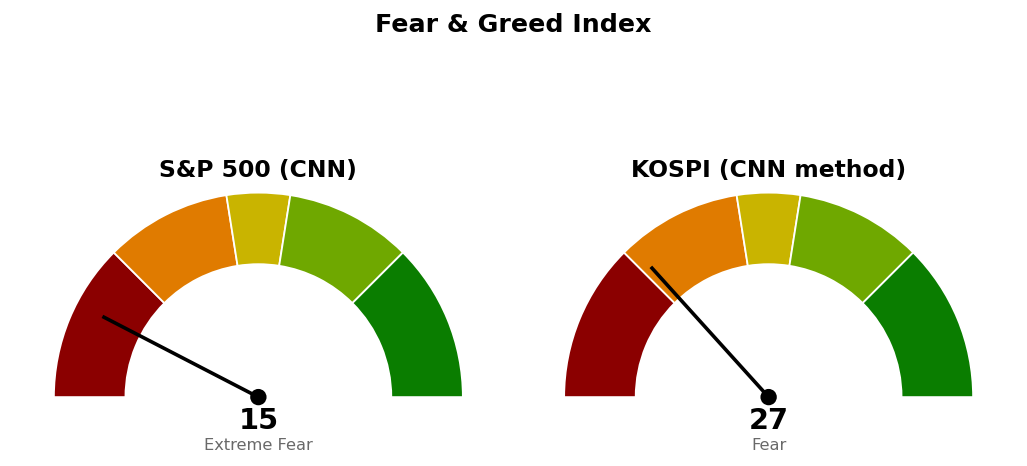 Fear & Greed Index
S&P 500 (CNN)
15
Extreme Fear
KOSPI (CNN method)
27
Fear